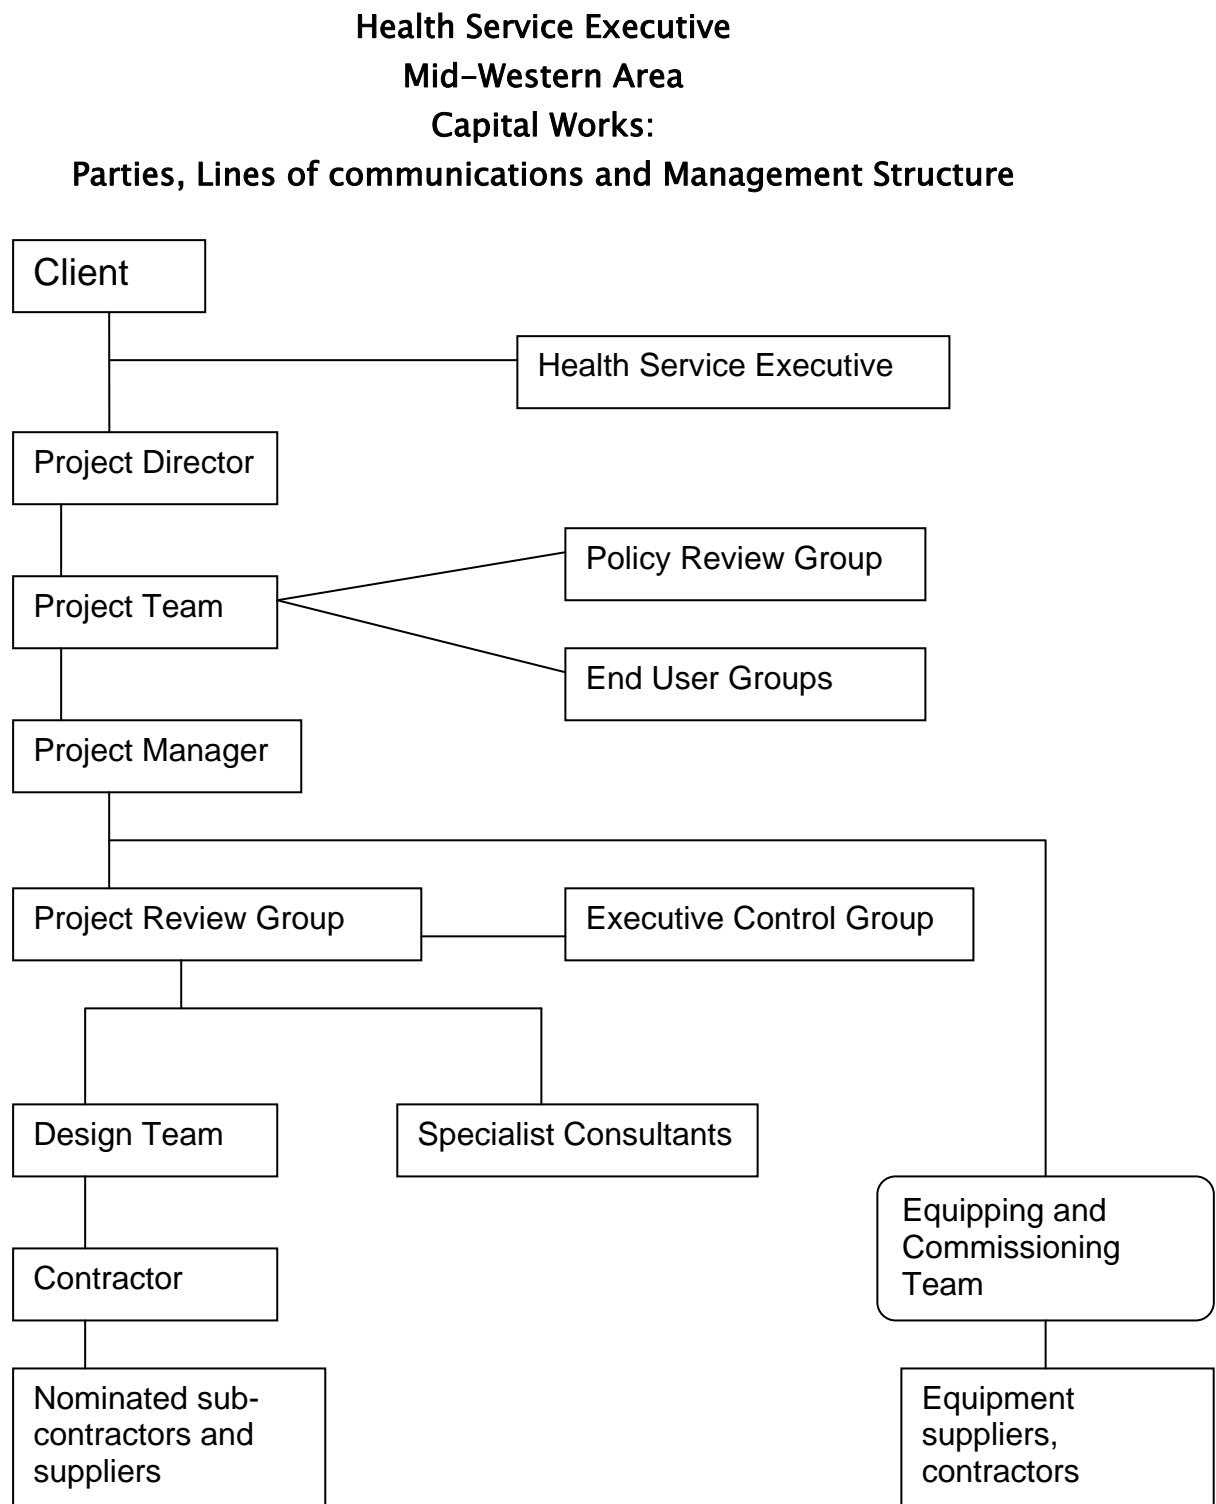 Health Service Executive
Mid-Western Area
Capital Works:
Parties, Lines of communications and Management Structure
Client
Health Service Executive
Project Director
Policy Review Group
Project Team
End User Groups
Project Manager
Project Review Group
Executive Control Group
Design Team
Specialist Consultants
Equipping and
Commissioning
Team
Contractor
Nominated sub-
contractors and
suppliers
Equipment
suppliers,
contractors